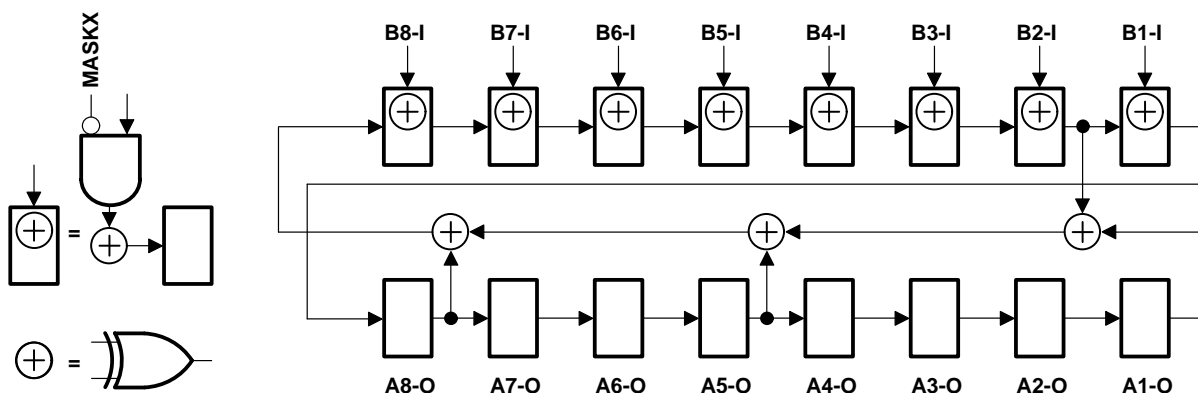 MASKX
B8-I B7-I B6-I B5-I B4-I B3-I B2-I B1-I
=
=
A8-O A7-O A6-O A5-O A4-O A3-O A2-O A1-O